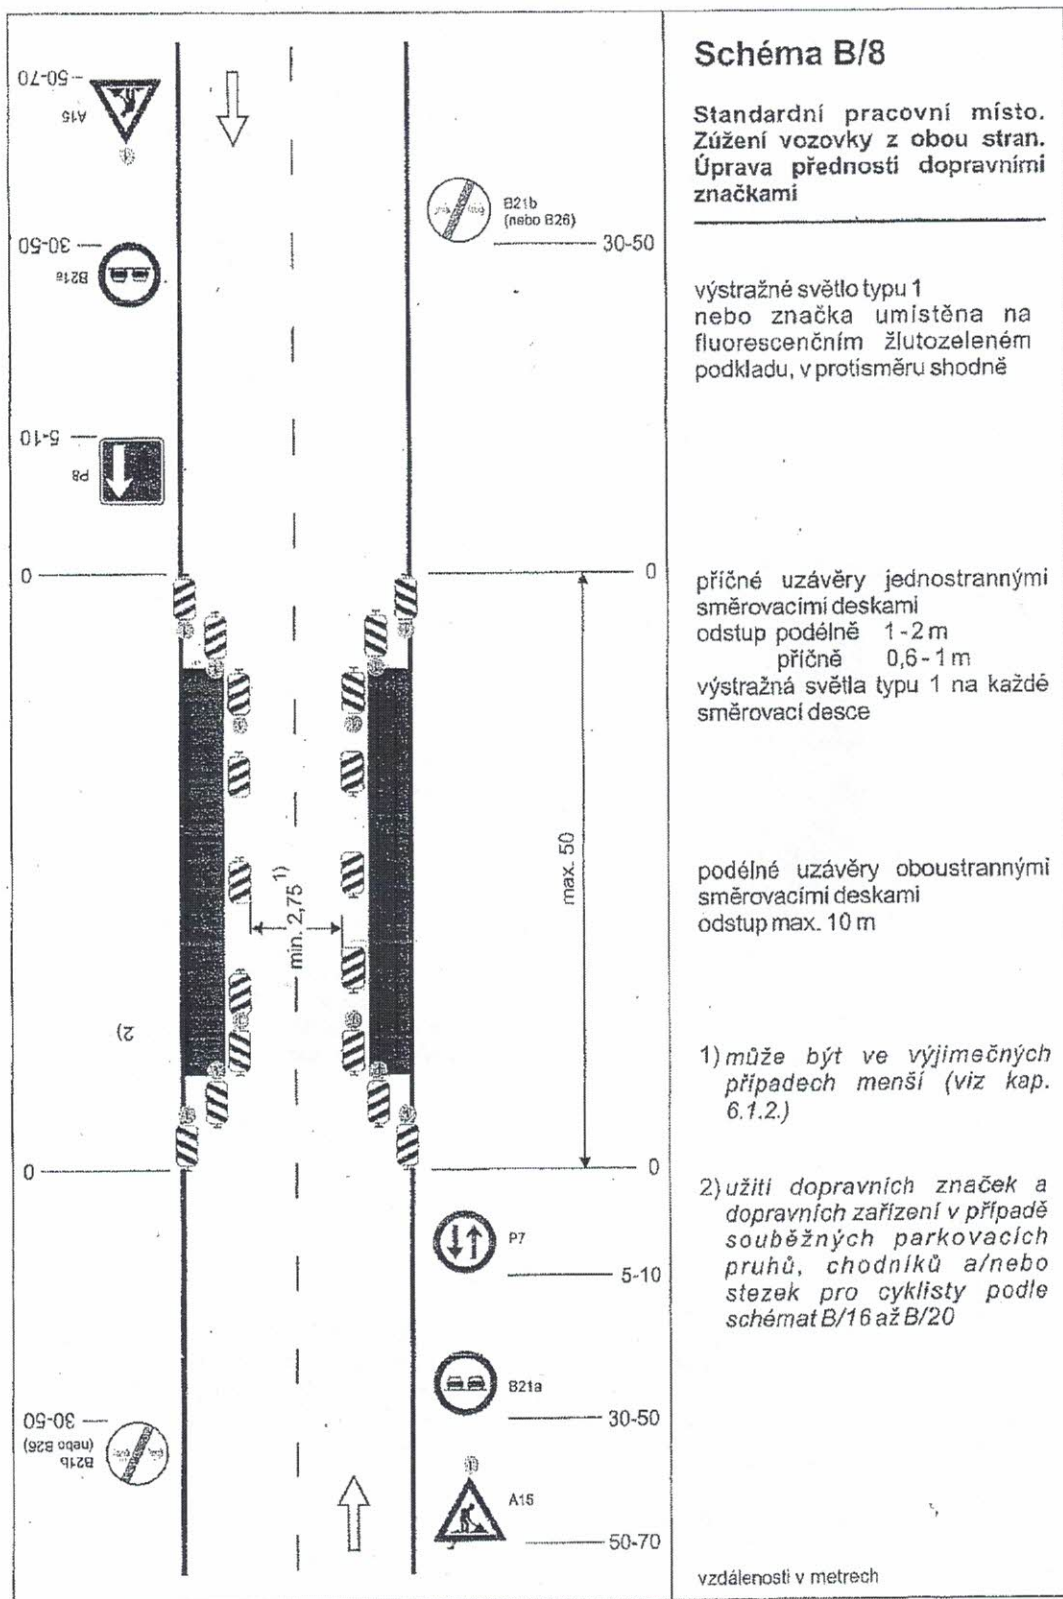 Schéma B/8
Standardní pracovní místo.
Zúžení vozovky z obou stran.
Úprava přednosti dopravními
značkami
výstražné světlo typu 1
nebo značka umístěna na
fluorescenčním žlutozeleném
podkladu, v protisměru shodně
příčné uzávěry jednostrannými
směrovacími deskami
odstup podélně 1-2 m
příčně 0,6-1 m
výstražná světla typu 1 na každé
směrovací desce
podélné uzávěry oboustrannými
směrovacími deskami
odstup max. 10 m
1) může být ve výjimečných
případech menší (viz kap.
6.1.2.)
2) užití dopravních značek a
dopravních zařízení v případě
souběžných parkovacích
pruhů, chodníků a/nebo
stezek pro cyklisty podle
schémat B/16 až B/20
vzdálenosti v metrech
50-70
A15
30-50
B21a
5-10
P8
0
0
2)
30-50
B21b
(nebo B26)
min. 2,75 1)
B21b
(nebo B26)
30-50
0
max. 50
0
P7
5-10
B21a
30-50
A15
50-70